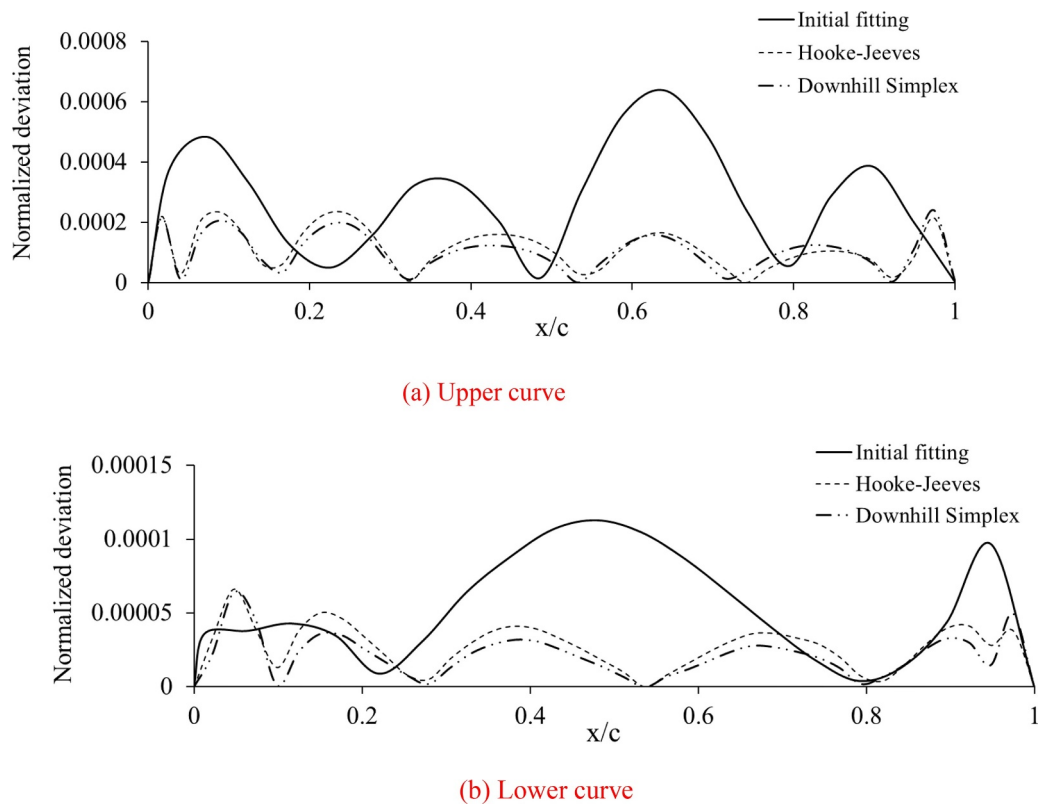 Initial fitting
Hooke-Jeeves
Downhill Simplex
Normalized deviation
0.0008
0.0006
0.0004
0.0002
0
0 0.2 0.4 0.6 0.8 1
x/c
(a) Upper curve
Initial fitting
Hooke-Jeeves
Downhill Simplex
Normalized deviation
0.00015
0.0001
0.00005
0
0 0.2 0.4 0.6 0.8 1
x/c
(b) Lower curve